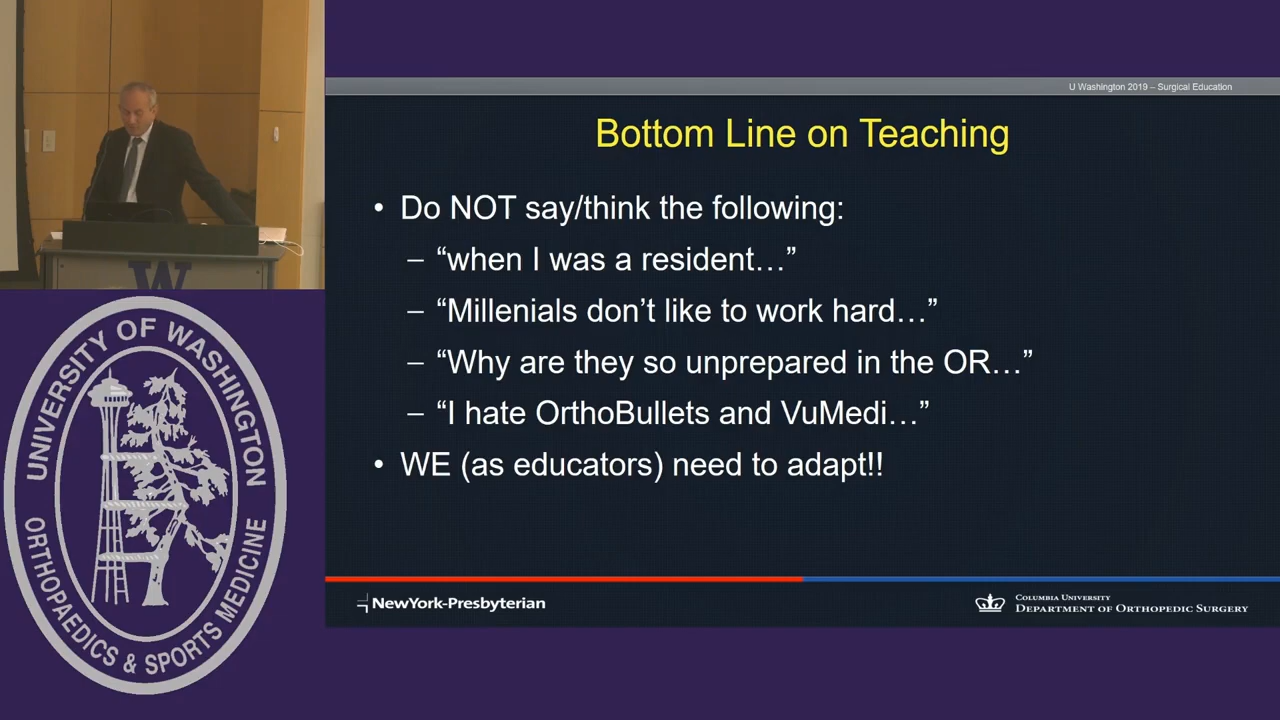 U Washington 2019 – Surgical Education
Bottom Line on Teaching
• Do NOT say/think the following:
– “when I was a resident…”
– “Millenials don’t like to work hard…”
– “Why are they so unprepared in the OR…”
– “I hate OrthoBullets and VuMedi…”
• WE (as educators) need to adapt!!
NewYork-Presbyterian
COLUMBIA UNIVERSITY
DEPARTMENT OF ORTHOPEDIC SURGERY
W
UNIVERSITY OF WASHINGTON
ORTHOPAEDICS & SPORTS MEDICINE